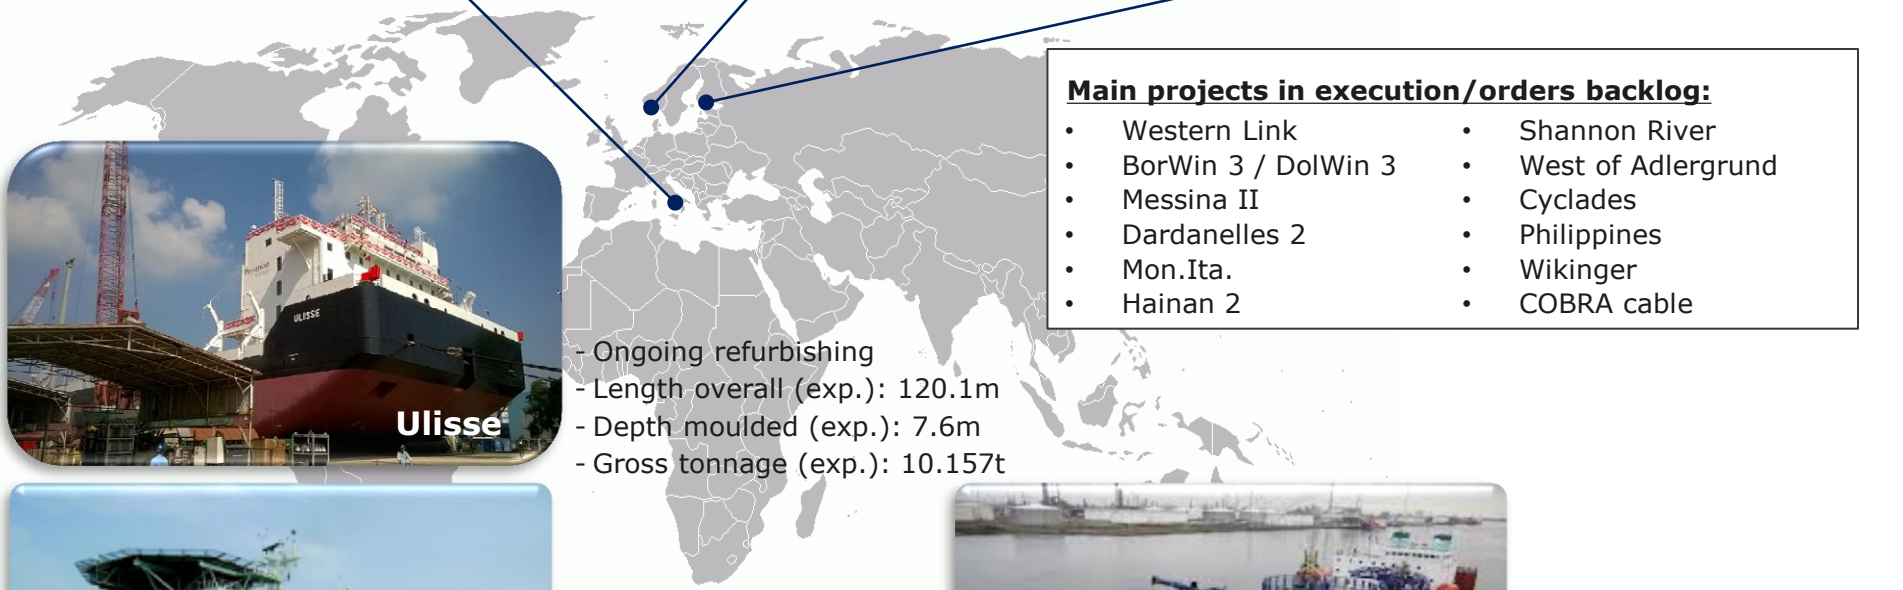 Main projects in execution/orders backlog:
• Western Link
• BorWin 3 / DolWin 3
• Messina II
• Dardanelles 2
• Mon.Ita.
• Hainan 2
• Shannon River
• West of Adlergrund
• Cyclades
• Philippines
• Wikinger
• COBRA cable
ULISSE
Ulisse
- Ongoing refurbishing
- Length overall (exp.): 120.1m
- Depth moulded (exp.): 7.6m
- Gross tonnage (exp.): 10.157t